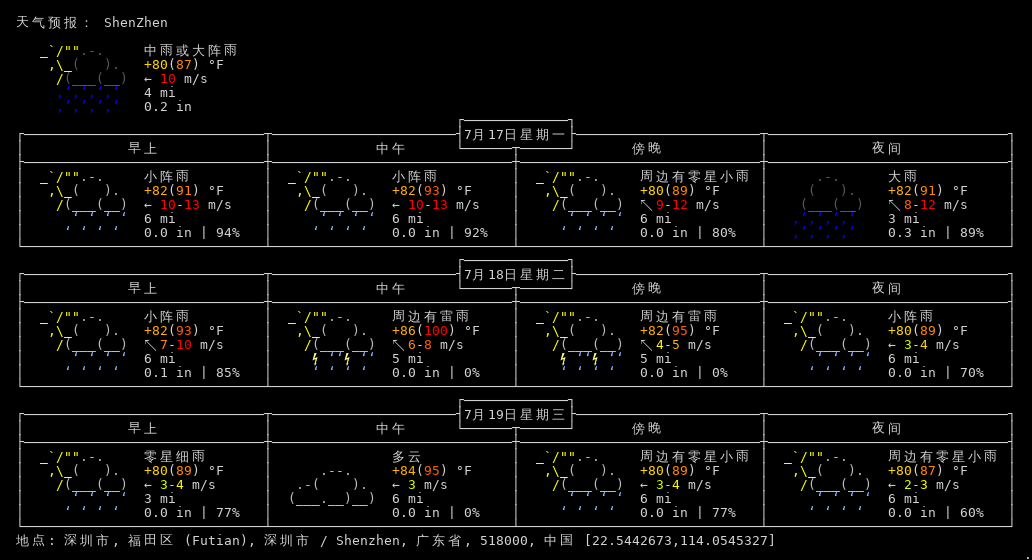 天气预报： ShenZhen
中雨或大阵雨
+80(87) °F
← 10 m/s
4 mi
0.2 in
7月17日星期一
早上 中午 傍晚 夜间
小阵雨 小阵雨 周边有零星小雨 大雨
+82(91) °F +82(93) °F +80(89) °F +82(91) °F
← 10-13 m/s ← 10-13 m/s ↖ 9-12 m/s ↖ 8-12 m/s
6 mi 6 mi 6 mi 3 mi
0.0 in | 94% 0.0 in | 92% 0.0 in | 80% 0.3 in | 89%
7月18日星期二
早上 中午 傍晚 夜间
小阵雨 周边有雷雨 周边有雷雨 小阵雨
+82(93) °F +86(100) °F +82(95) °F +80(89) °F
↖ 7-10 m/s ↖ 6-8 m/s ↖ 4-5 m/s ← 3-4 m/s
6 mi 5 mi 5 mi 6 mi
0.1 in | 85% 0.0 in | 0% 0.0 in | 0% 0.0 in | 70%
7月19日星期三
早上 中午 傍晚 夜间
零星细雨 多云 周边有零星小雨 周边有零星小雨
+80(89) °F +84(95) °F +80(89) °F +80(87) °F
← 3-4 m/s ← 3 m/s ← 3-4 m/s ← 2-3 m/s
3 mi 6 mi 6 mi 6 mi
0.0 in | 77% 0.0 in | 0% 0.0 in | 77% 0.0 in | 60%
地点: 深圳市, 福田区 (Futian), 深圳市 / Shenzhen, 广东省, 518000, 中国 [22.5442673,114.0545327]